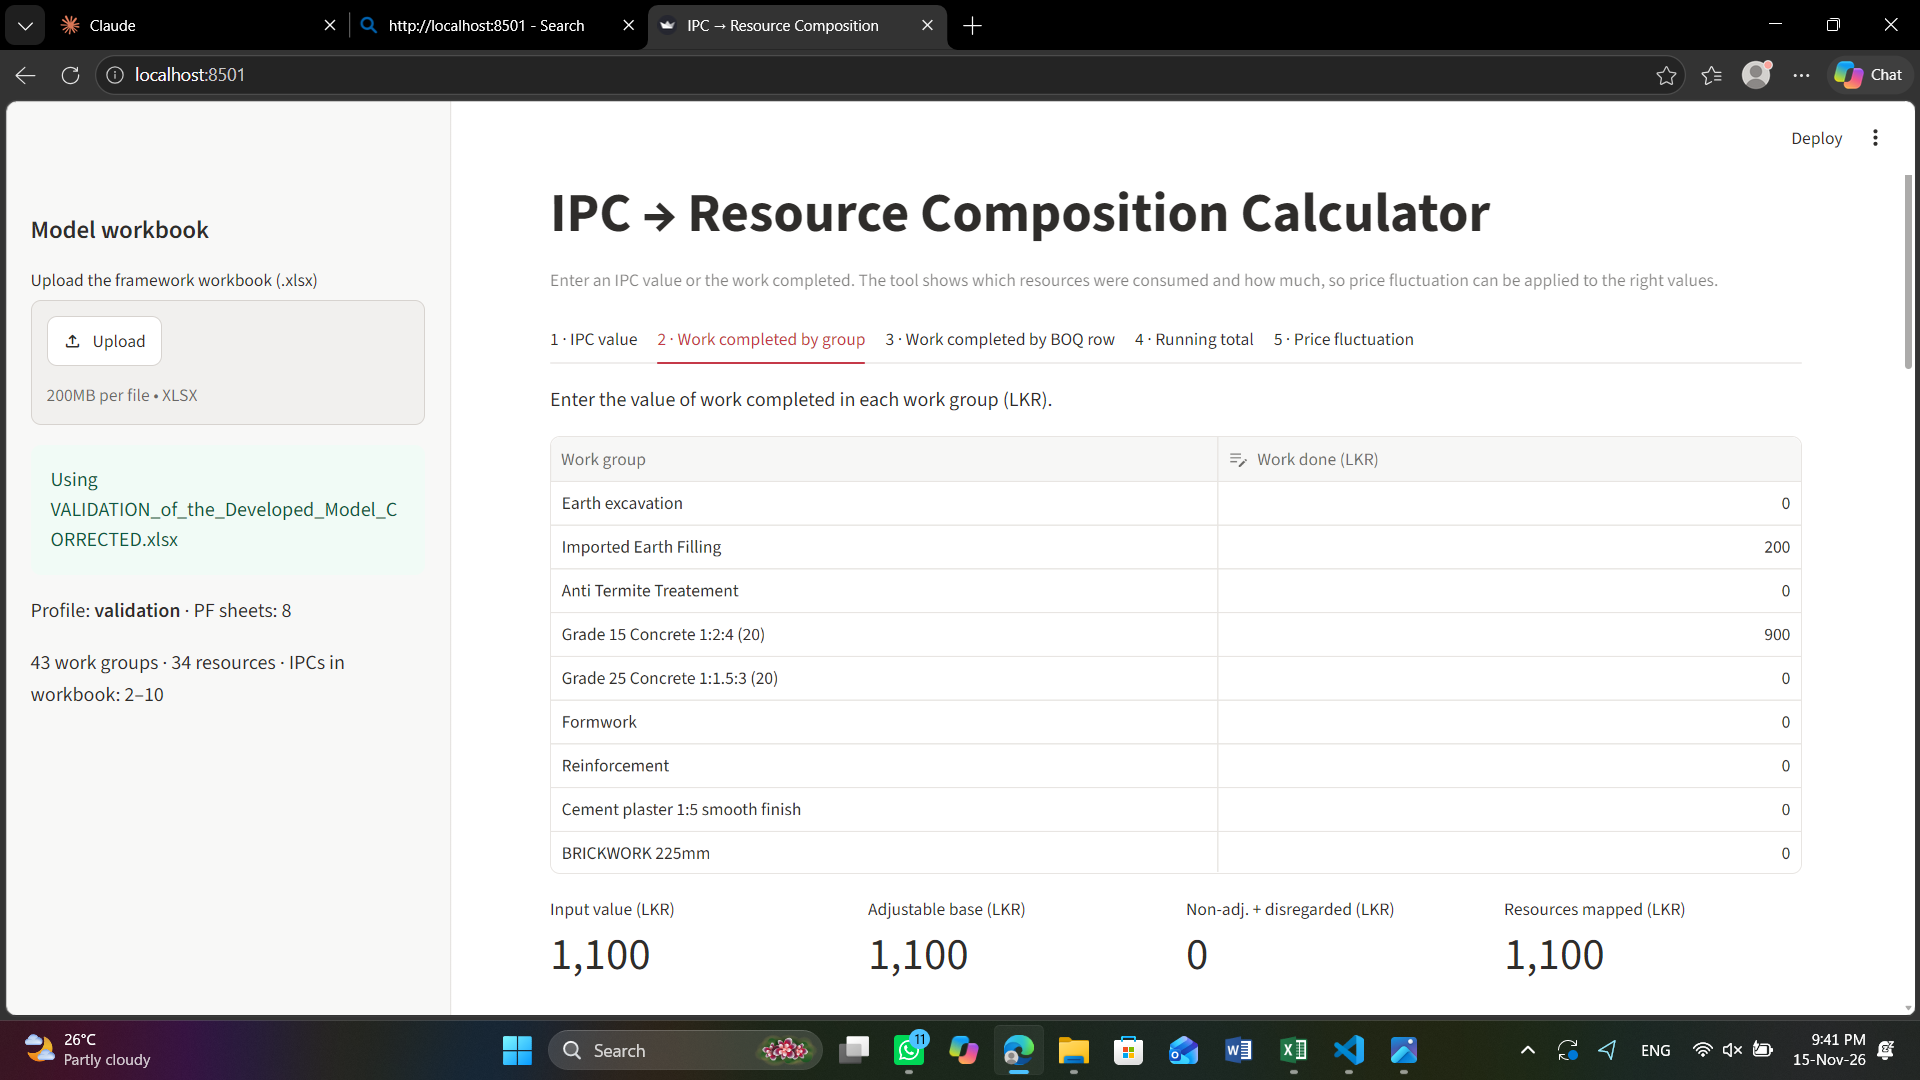 Claude
http://localhost:8501 - Search
IPC → Resource Composition
localhost:8501
Chat
Deploy
Model workbook
Upload the framework workbook (.xlsx)
Upload
200MB per file • XLSX
Using
VALIDATION_of_the_Developed_Model_C
ORRECTED.xlsx
Profile: validation · PF sheets: 8
43 work groups · 34 resources · IPCs in
workbook: 2–10
IPC → Resource Composition Calculator
Enter an IPC value or the work completed. The tool shows which resources were consumed and how much, so price fluctuation can be applied to the right values.
1 · IPC value 2 · Work completed by group 3 · Work completed by BOQ row 4 · Running total 5 · Price fluctuation
Enter the value of work completed in each work group (LKR).
Work group Work done (LKR)
Earth excavation 0
Imported Earth Filling 200
Anti Termite Treatement 0
Grade 15 Concrete 1:2:4 (20) 900
Grade 25 Concrete 1:1.5:3 (20) 0
Formwork 0
Reinforcement 0
Cement plaster 1:5 smooth finish 0
BRICKWORK 225mm 0
Input value (LKR) Adjustable base (LKR) Non-adj. + disregarded (LKR) Resources mapped (LKR)
1,100 1,100 0 1,100
26°C
Partly cloudy
Search
11
ENG
9:41 PM
15-Nov-26